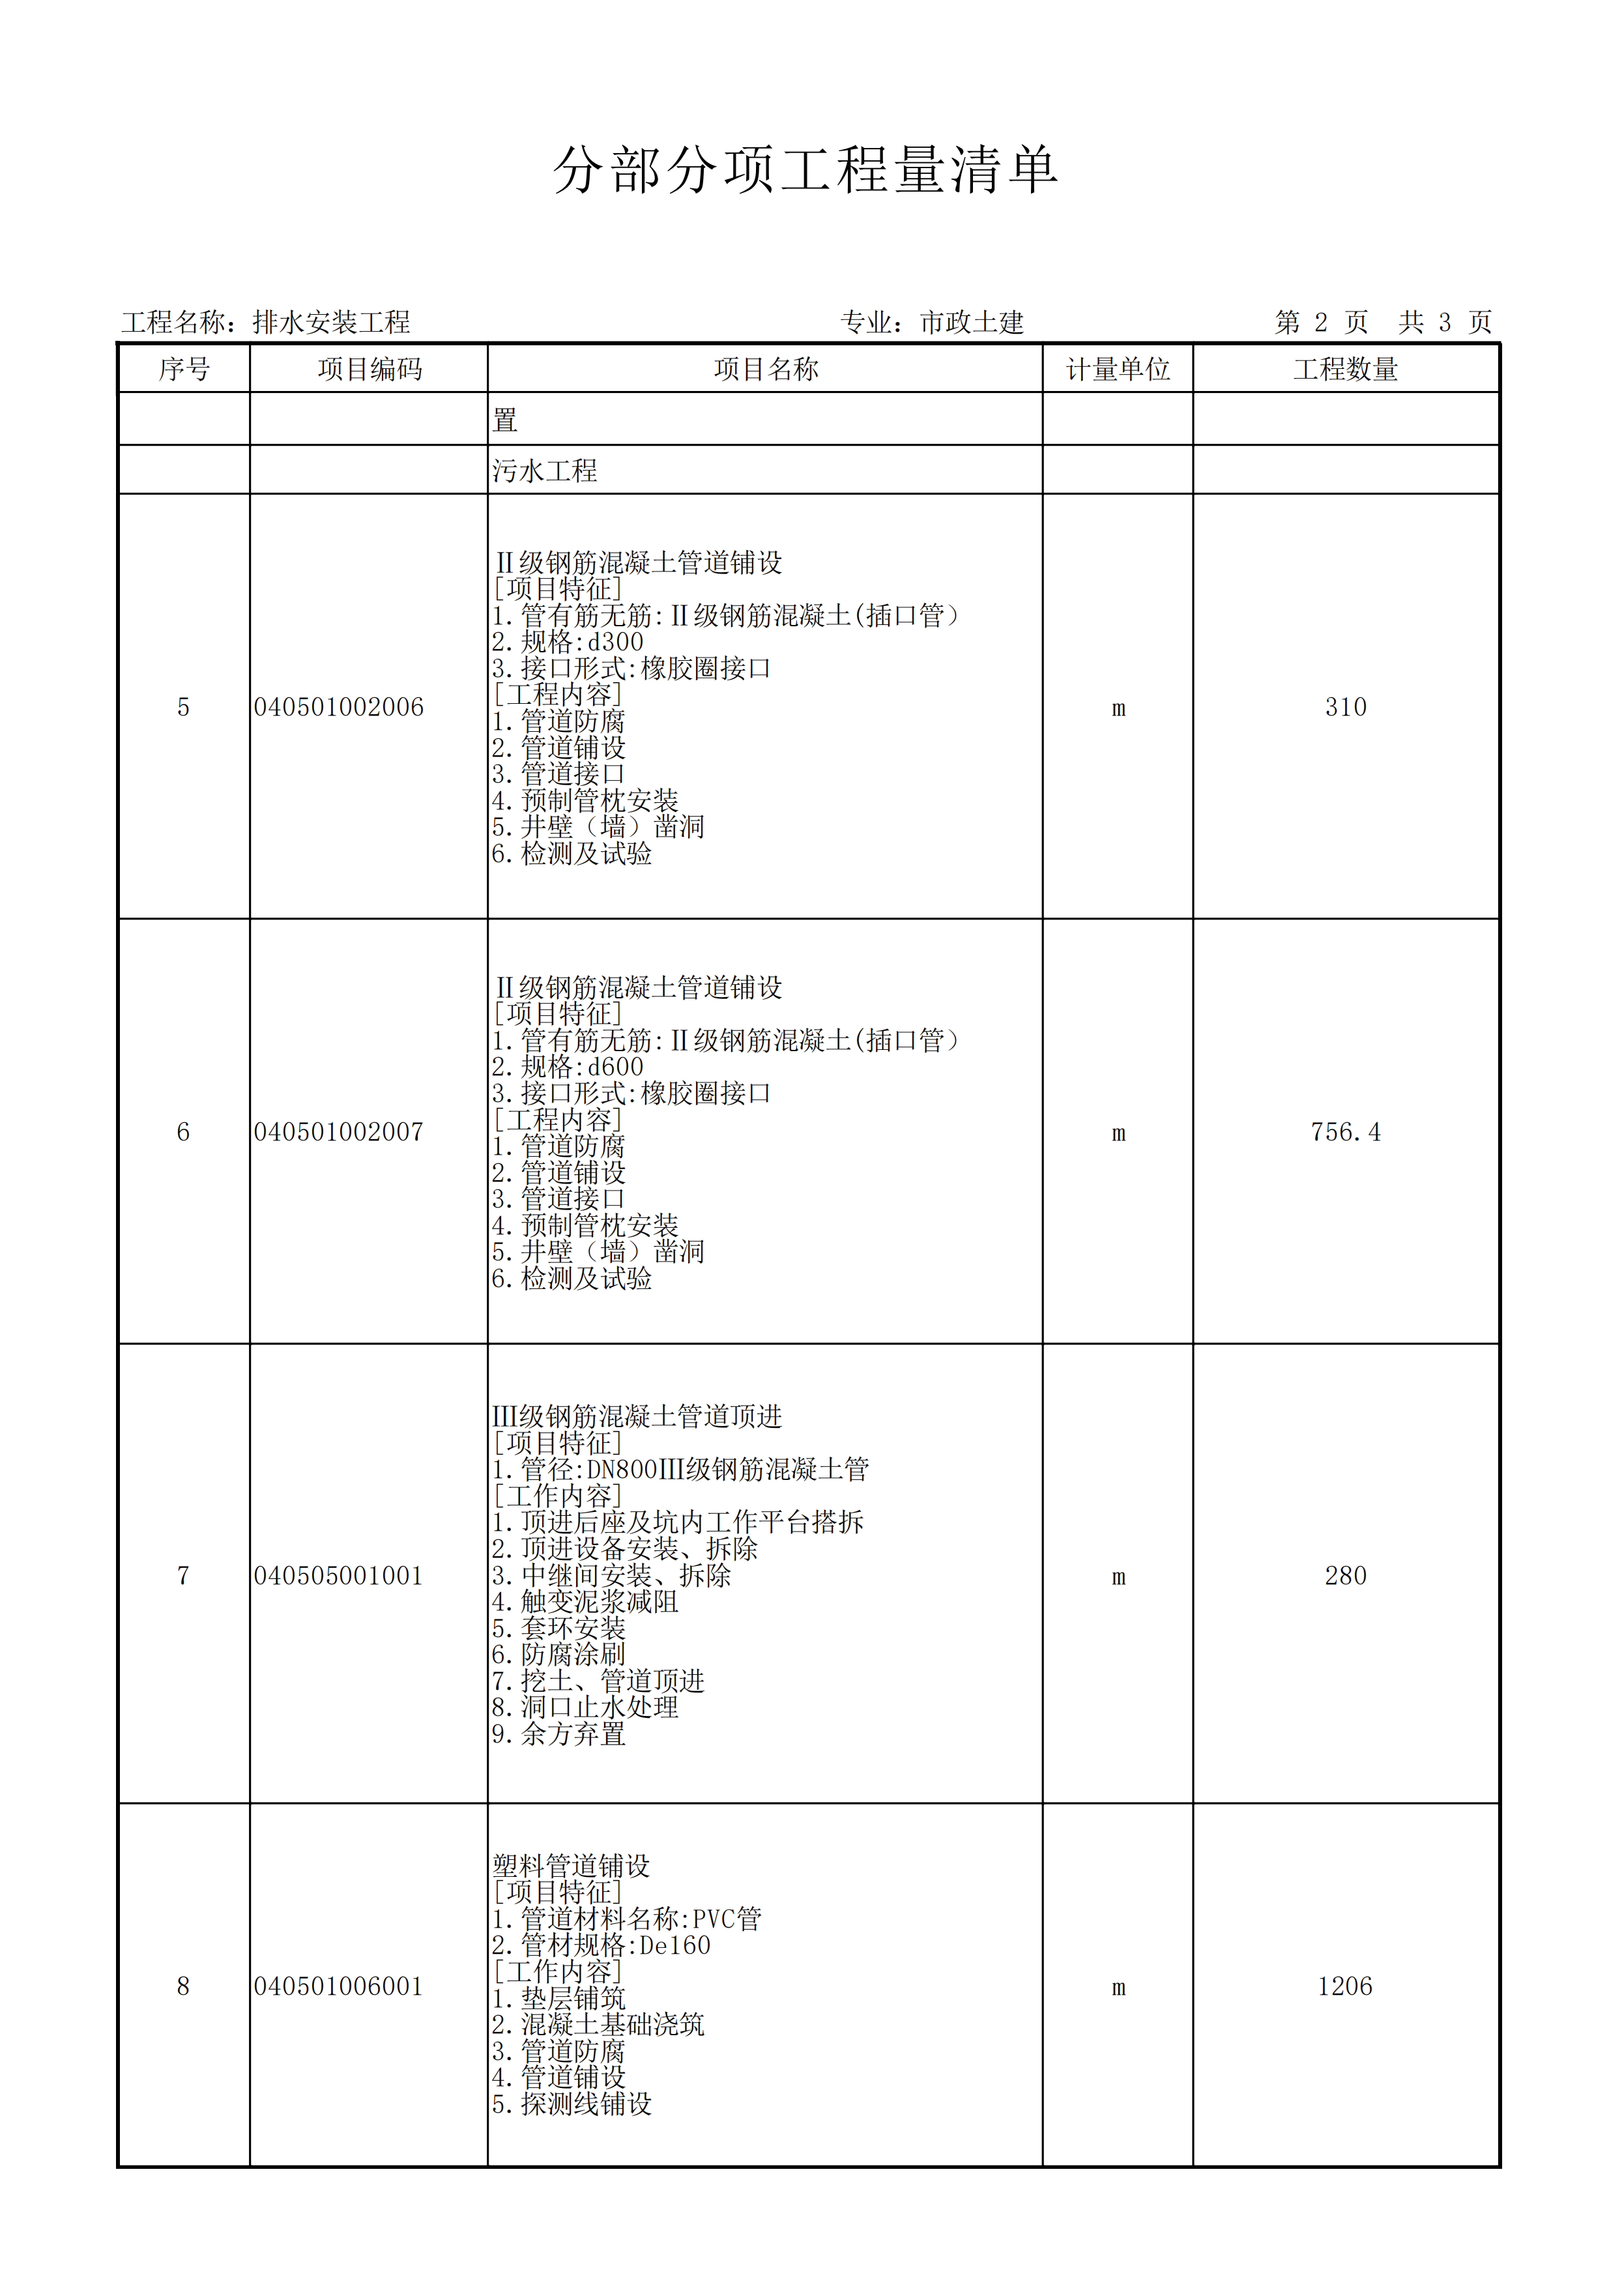 分部分项工程量清单
工程名称：排水安装工程 专业：市政土建 第 2 页 共 3 页
序号 项目编码 项目名称 计量单位 工程数量
置
污水工程
Ⅱ级钢筋混凝土管道铺设
[项目特征]
1.管有筋无筋:Ⅱ级钢筋混凝土(插口管）
2.规格:d300
3.接口形式:橡胶圈接口
[工程内容]
5 040501002006 m 310
1.管道防腐
2.管道铺设
3.管道接口
4.预制管枕安装
5.井壁（墙）凿洞
6.检测及试验
Ⅱ级钢筋混凝土管道铺设
[项目特征]
1.管有筋无筋:Ⅱ级钢筋混凝土(插口管）
2.规格:d600
3.接口形式:橡胶圈接口
[工程内容]
6 040501002007 m 756.4
1.管道防腐
2.管道铺设
3.管道接口
4.预制管枕安装
5.井壁（墙）凿洞
6.检测及试验
Ⅲ级钢筋混凝土管道顶进
[项目特征]
1.管径:DN800Ⅲ级钢筋混凝土管
[工作内容]
1.顶进后座及坑内工作平台搭拆
2.顶进设备安装、拆除
7 040505001001 m 280
3.中继间安装、拆除
4.触变泥浆减阻
5.套环安装
6.防腐涂刷
7.挖土、管道顶进
8.洞口止水处理
9.余方弃置
塑料管道铺设
[项目特征]
1.管道材料名称:PVC管
2.管材规格:De160
[工作内容]
8 040501006001 m 1206
1.垫层铺筑
2.混凝土基础浇筑
3.管道防腐
4.管道铺设
5.探测线铺设